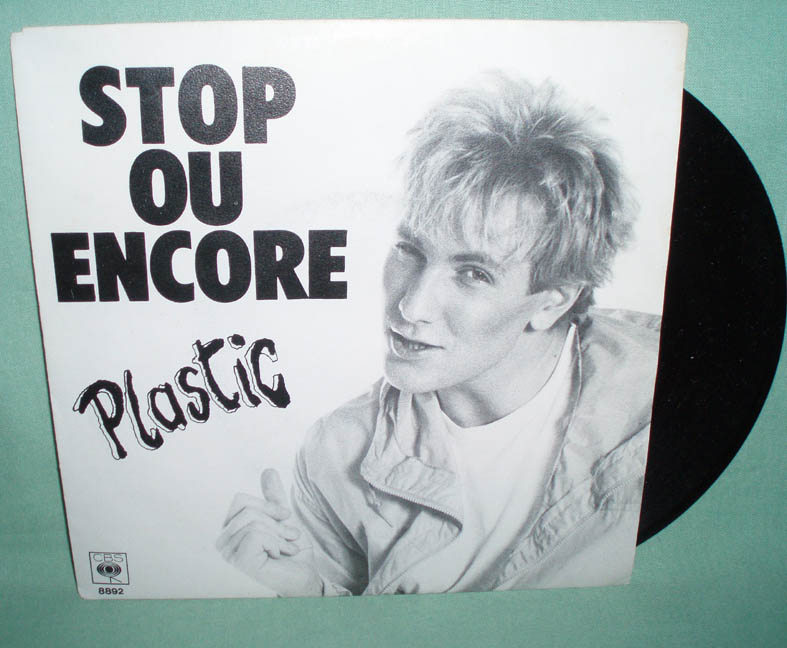 STOP
OU
ENCORE
Plastic
CBS
8892